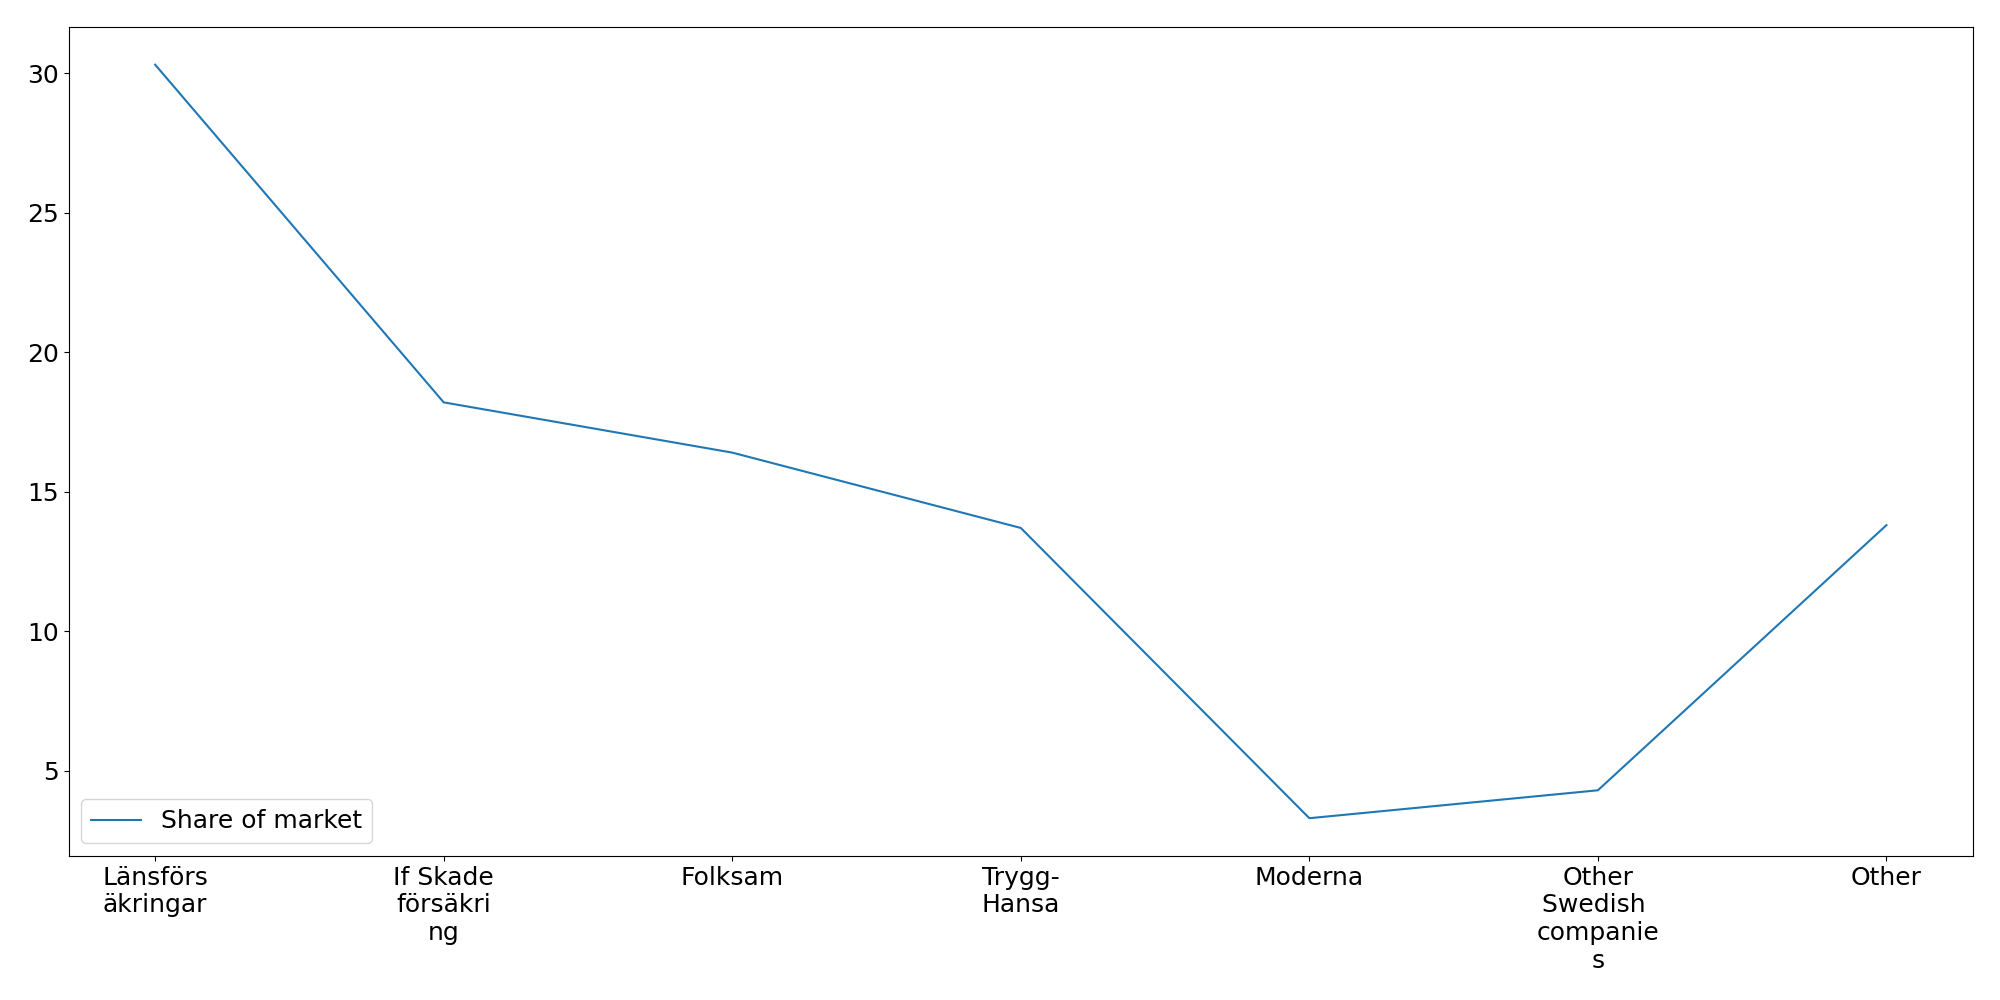 30
25
20
15
10
5
Share of market
Länsförs
äkringar
If Skade
försäkri
ng
Folksam
Trygg-
Hansa
Moderna
Other
Swedish
companie
s
Other